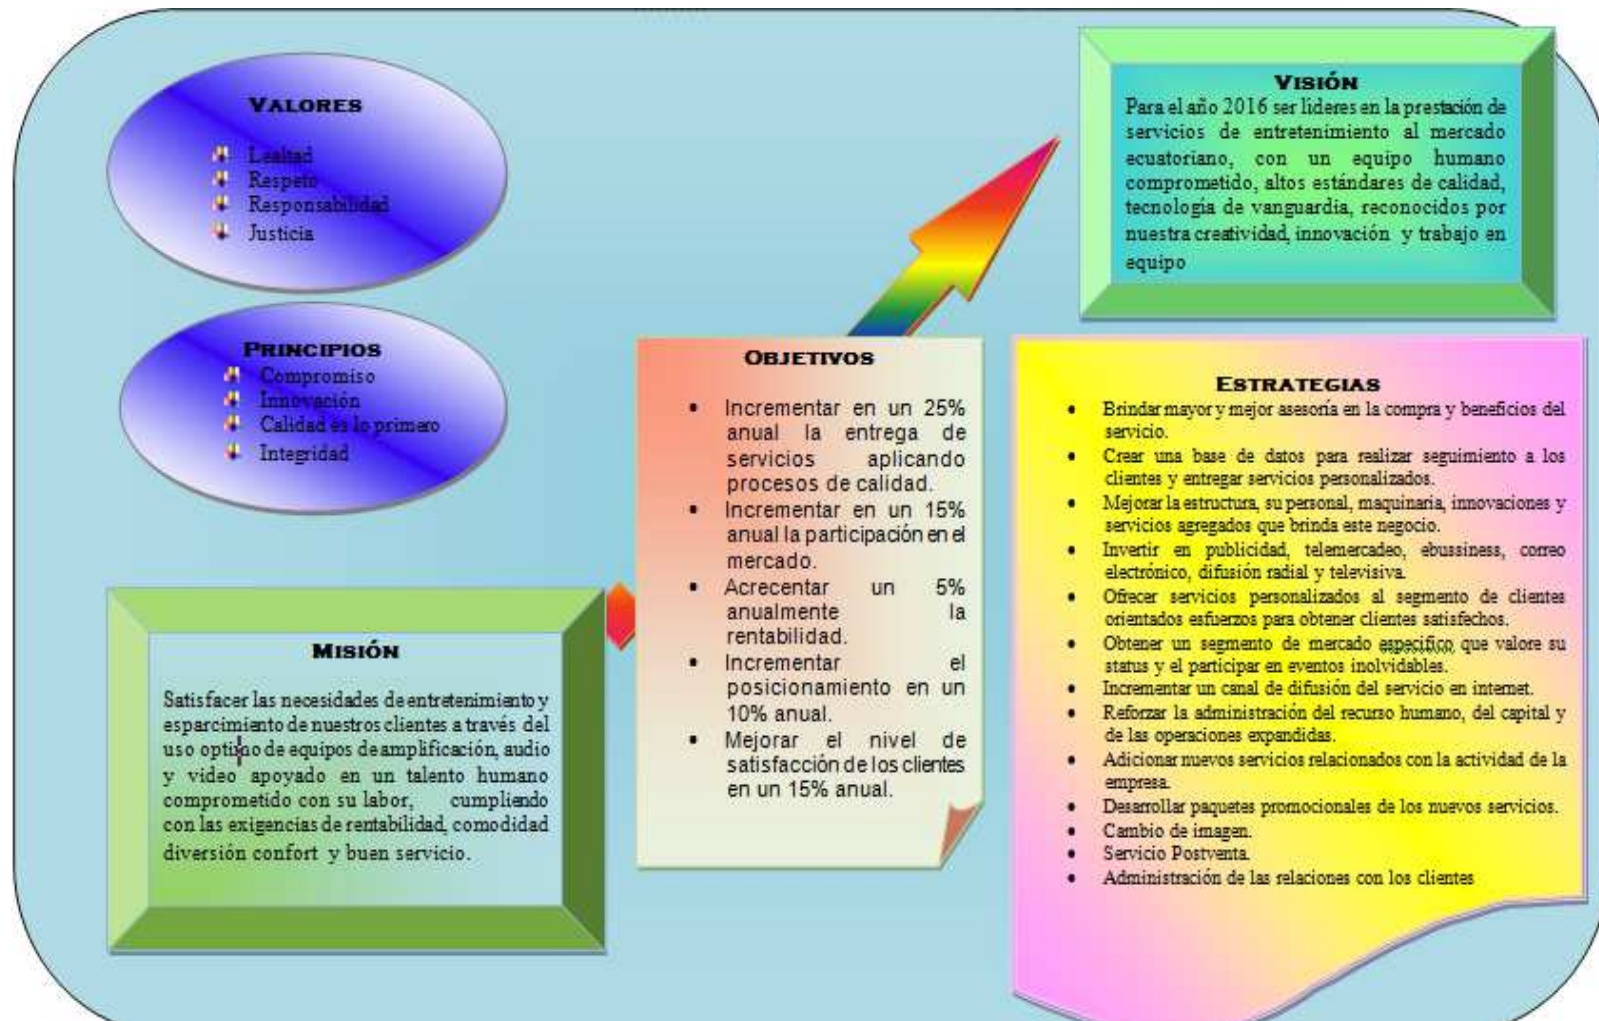 VALORES
Lealtad
Respeto
Responsabilidad
Justicia
PRINCIPIOS
Compromiso
Innovación
Calidad es lo primero
Integridad
MISIÓN
Satisfacer las necesidades de entretenimiento y
esparcimiento de nuestros clientes a través del
uso optimo de equipos de amplificación, audio
y video apoyado en un talento humano
comprometido con su labor, cumpliendo
con las exigencias de rentabilidad, comodidad
diversión confort y buen servicio.
OBJETIVOS
• Incrementar en un 25%
anual la entrega de
servicios aplicando
procesos de calidad.
• Incrementar en un 15%
anual la participación en el
mercado.
• Acrecentar un 5%
anualmente la
rentabilidad.
• Incrementar el
posicionamiento en un
10% anual.
• Mejorar el nivel de
satisfacción de los clientes
en un 15% anual.
VISIÓN
Para el año 2016 ser lideres en la prestación de
servicios de entretenimiento al mercado
ecuatoriano, con un equipo humano
comprometido, altos estándares de calidad,
tecnología de vanguardia, reconocidos por
nuestra creatividad, innovación y trabajo en
equipo
ESTRATEGIAS
• Brindar mayor y mejor asesoría en la compra y beneficios del
servicio.
• Crear una base de datos para realizar seguimiento a los
clientes y entregar servicios personalizados.
• Mejorar la estructura, su personal, maquinaria, innovaciones y
servicios agregados que brinda este negocio.
• Invertir en publicidad, telemercadeo, ebussiness, correo
electrónico, difusión radial y televisiva.
• Ofrecer servicios personalizados al segmento de clientes
orientados esfuerzos para obtener clientes satisfechos.
• Obtener un segmento de mercado especifico que valore su
status y el participar en eventos inolvidables.
• Incrementar un canal de difusión del servicio en internet.
• Reforzar la administración del recurso humano, del capital y
de las operaciones expandidas.
• Adicionar nuevos servicios relacionados con la actividad de la
empresa.
• Desarrollar paquetes promocionales de los nuevos servicios.
• Cambio de imagen.
• Servicio Postventa.
• Administración de las relaciones con los clientes